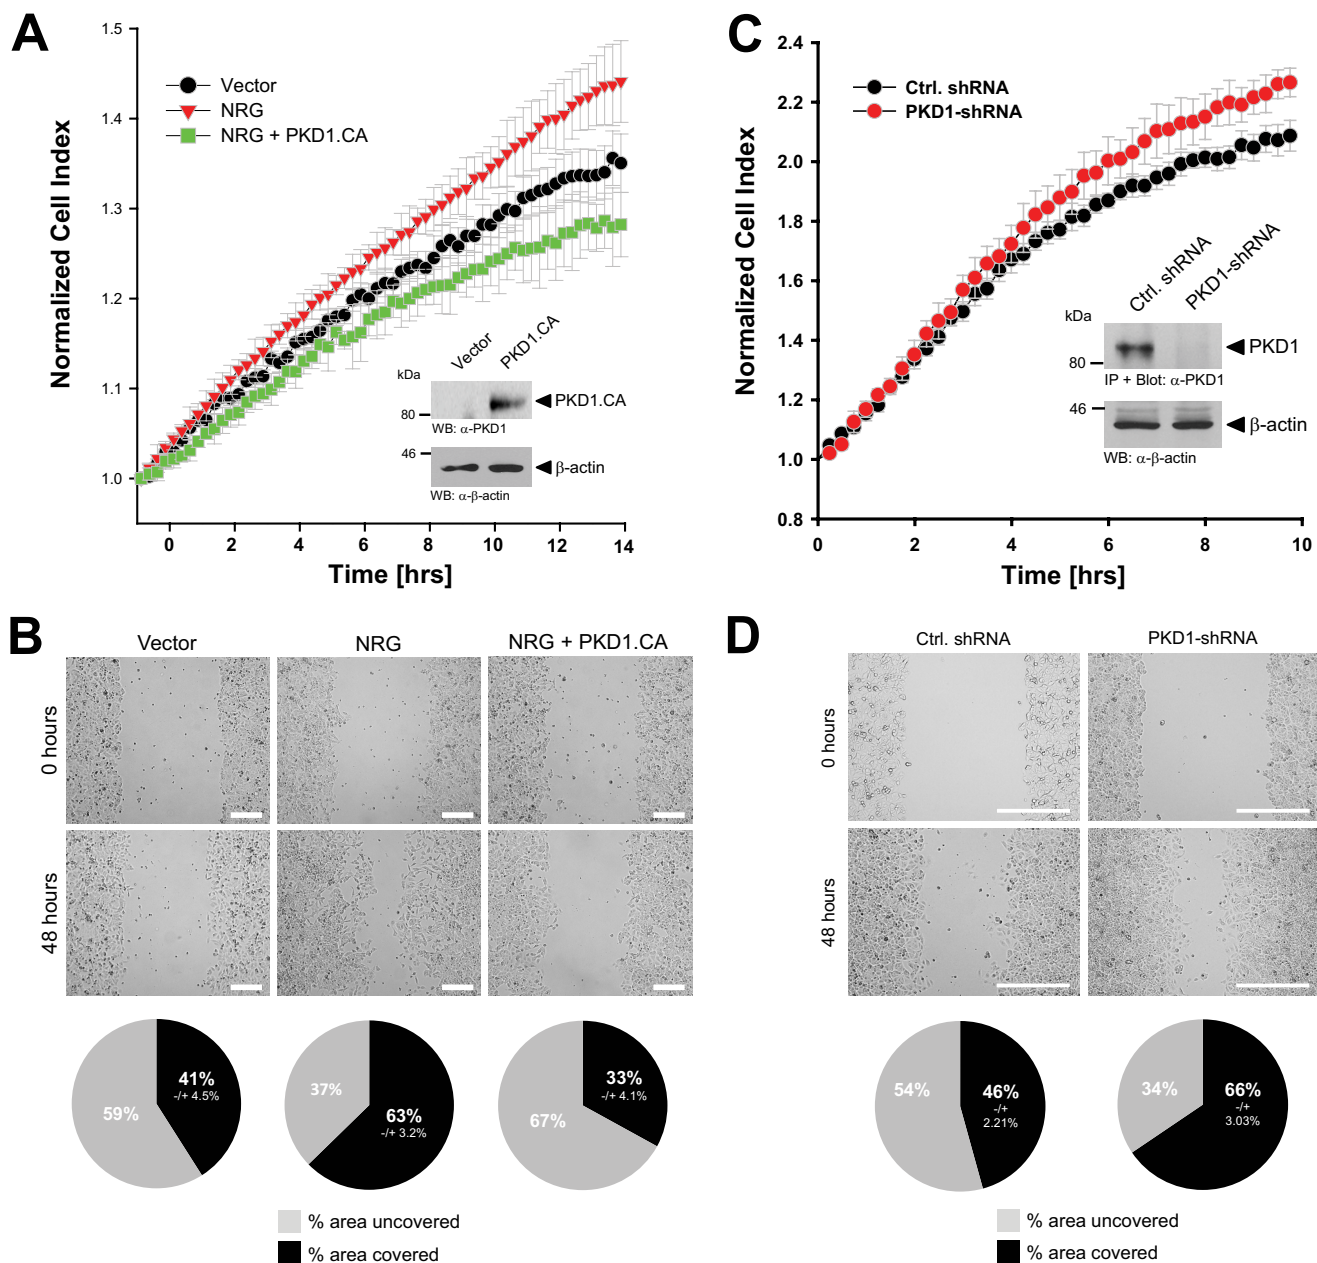 A
1.5
1.4
1.3
1.2
1.1
1.0
Normalized Cell Index
Vector
NRG
NRG + PKD1.CA
Vector
PKD1.CA
kDa
80
PKD1.CA
WB: α-PKD1
46
β-actin
WB: α-β-actin
0 2 4 6 8 10 12 14
Time [hrs]
C
2.4
2.2
2.0
1.8
1.6
1.4
1.2
1.0
0.8
Normalized Cell Index
Ctrl. shRNA
PKD1-shRNA
Ctrl. shRNA
PKD1-shRNA
kDa
80
PKD1
IP + Blot: α-PKD1
46
β-actin
WB: α-β-actin
0 2 4 6 8 10
Time [hrs]
B
Vector NRG NRG + PKD1.CA
0 hours
48 hours
59%
41%
-/+ 4.5%
37%
63%
-/+ 3.2%
67%
33%
-/+ 4.1%
% area uncovered
% area covered
D
Ctrl. shRNA PKD1-shRNA
0 hours
48 hours
54%
46%
-/+
2.21%
34%
66%
-/+
3.03%
% area uncovered
% area covered